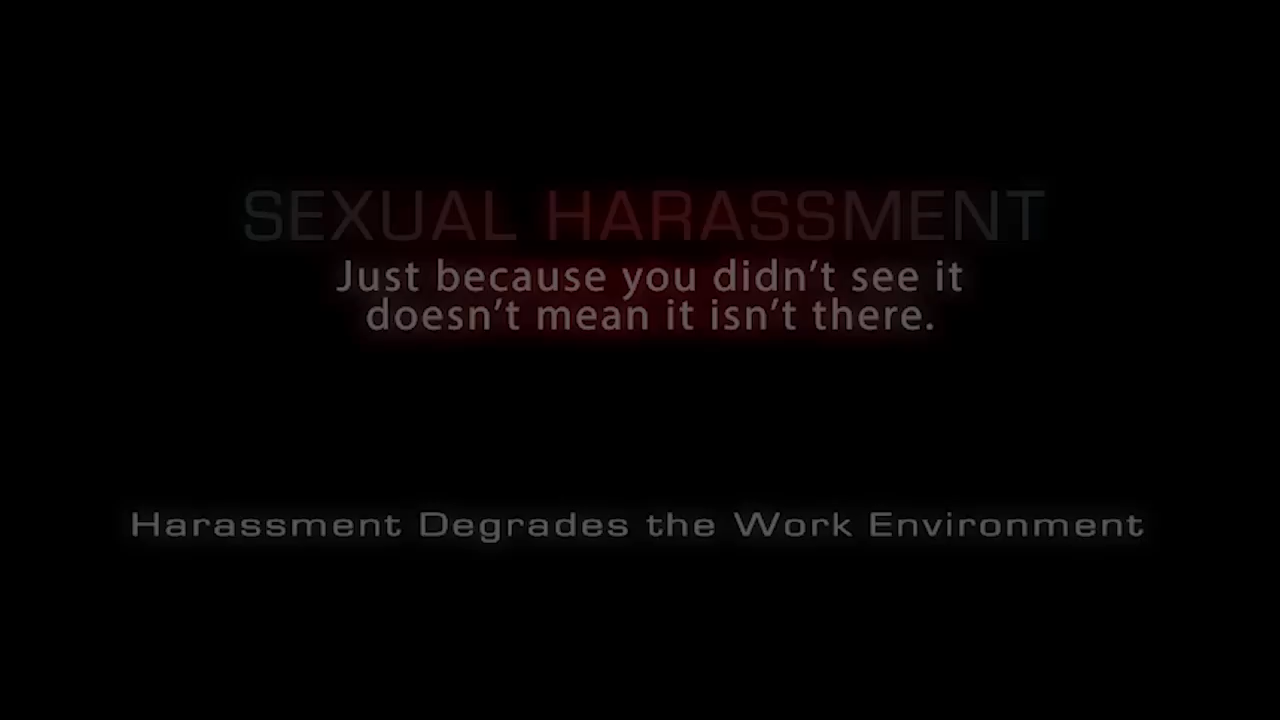 SEXUAL HARASSMENT
Just because you didn’t see it
doesn’t mean it isn’t there.
Harassment Degrades the Work Environment